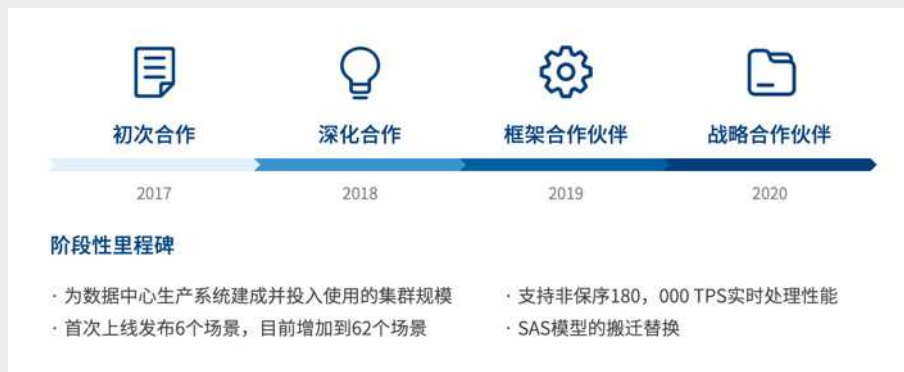 初次合作
深化合作
框架合作伙伴
战略合作伙伴
2017
2018
2019
2020
阶段性里程碑
· 为数据中心生产系统建成并投入使用的集群规模
· 首次上线发布6个场景，目前增加到62个场景
· 支持非保序180，000 TPS实时处理性能
· SAS模型的搬迁替换